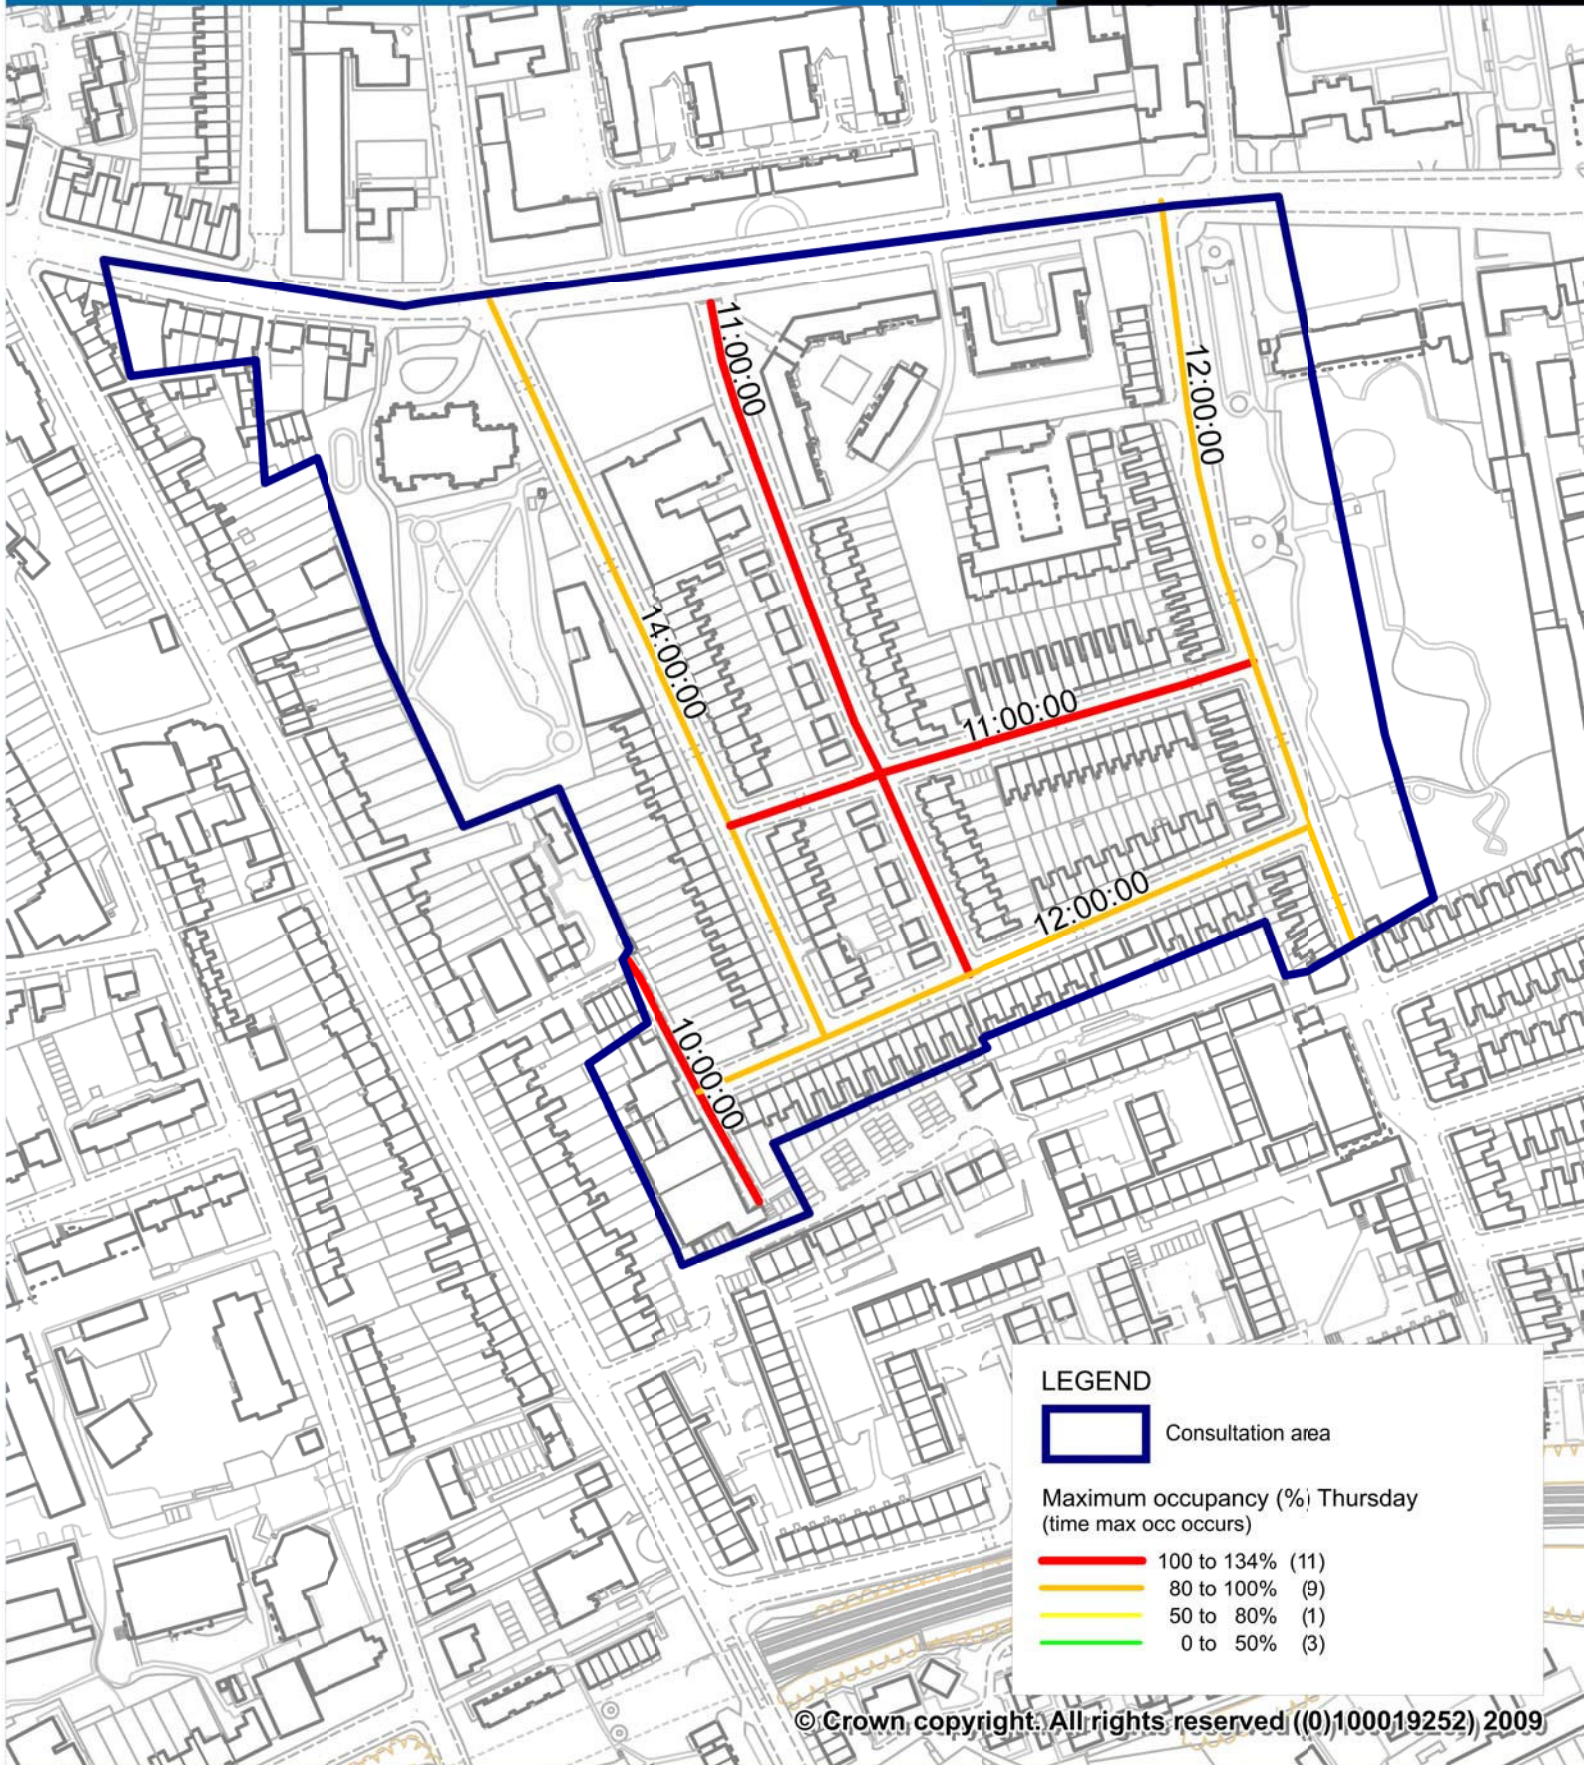 11:00:00
12:00:00
14:00:00
11:00:00
12:00:00
10:00:00
LEGEND
Consultation area
Maximum occupancy (%) Thursday
(time max occ occurs)
100 to 134% (11)
80 to 100% (9)
50 to 80% (1)
0 to 50% (3)
© Crown copyright. All rights reserved ((0)100019252) 2009